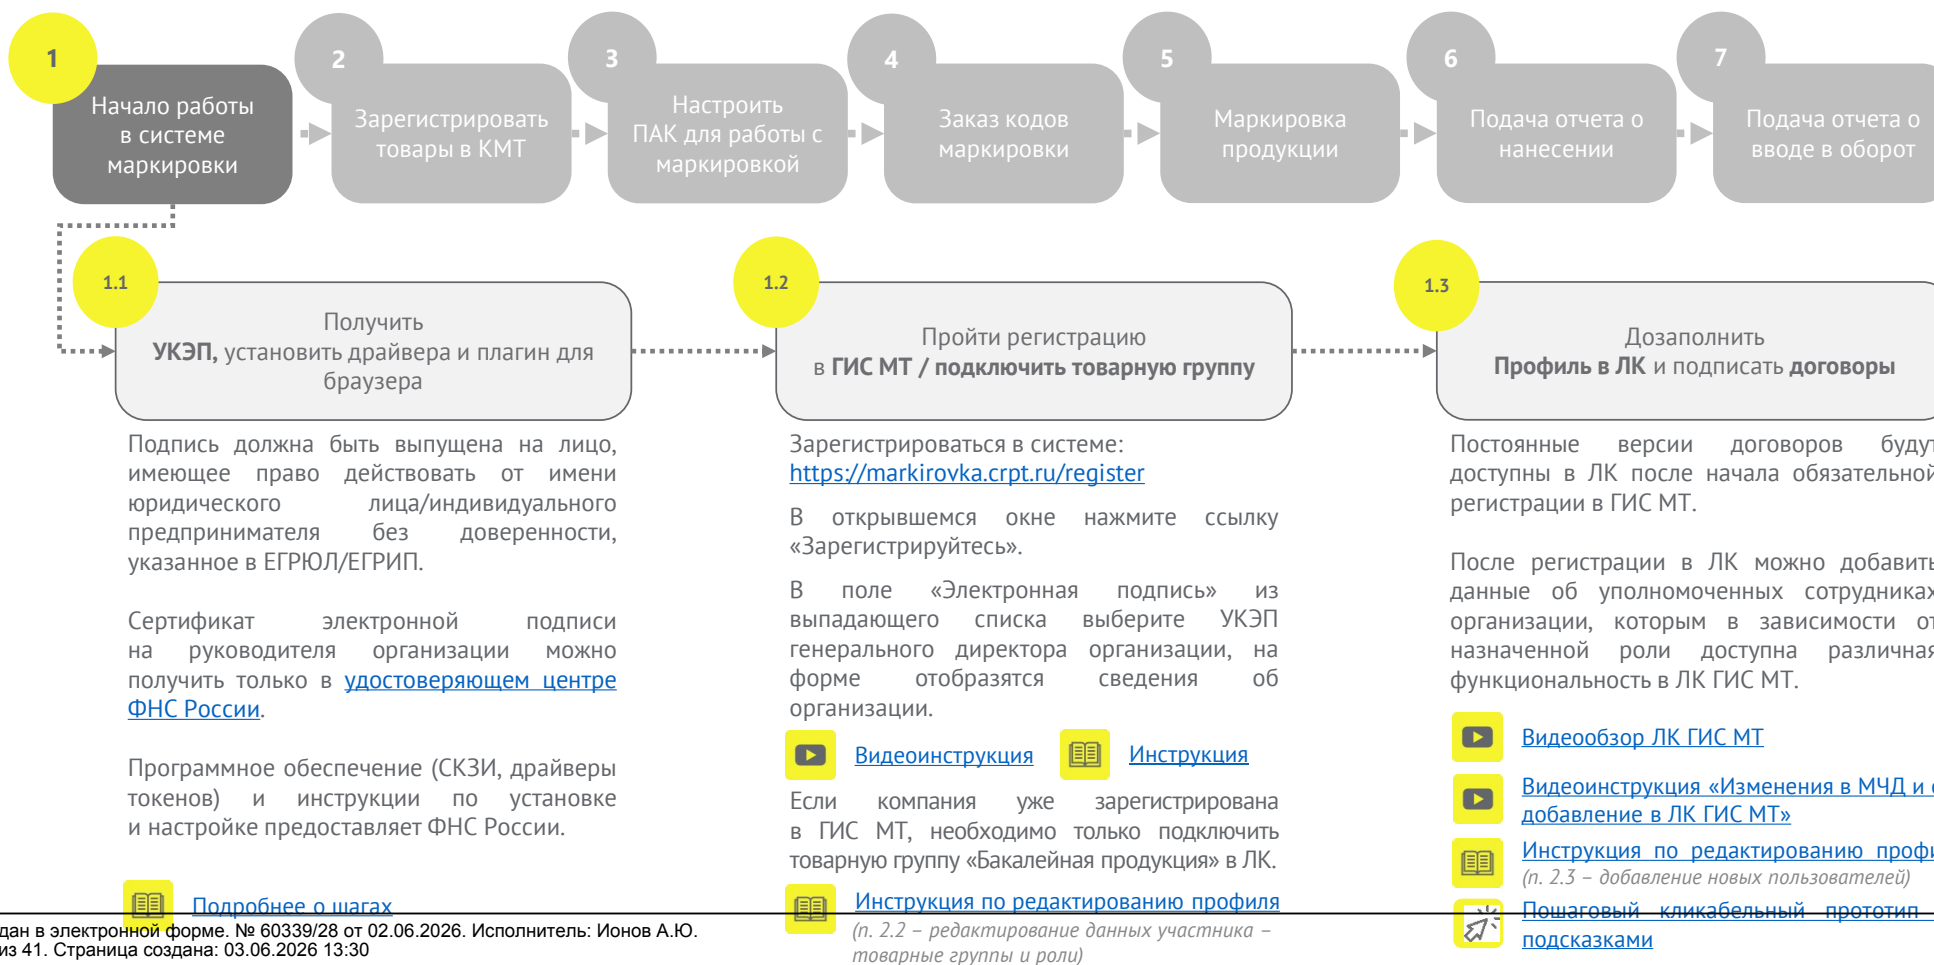 1
Начало работы
в системе
маркировки
2
Зарегистрировать
товары в КМТ
3
Настроить
ПАК для работы с
маркировкой
4
Заказ кодов
маркировки
5
Маркировка
продукции
6
Подача отчета о
нанесении
7
Подача отчета о
вводе в оборот
1.1
Получить
УКЭП, установить драйвера и плагин для
браузера
Подпись должна быть выпущена на лицо,
имеющее право действовать от имени
юридического лица/индивидуального
предпринимателя без доверенности,
указанное в ЕГРЮЛ/ЕГРИП.
Сертификат электронной подписи
на руководителя организации можно
получить только в удостоверяющем центре
ФНС России.
Программное обеспечение (СКЗИ, драйверы
токенов) и инструкции по установке
и настройке предоставляет ФНС России.
Подробнее о шагах
1.2
Пройти регистрацию
в ГИС МТ / подключить товарную группу
Зарегистрироваться в системе:
https://markirovka.crpt.ru/register
В открывшемся окне нажмите ссылку
«Зарегистрируйтесь».
В поле «Электронная подпись» из
выпадающего списка выберите УКЭП
генерального директора организации, на
форме отобразятся сведения об
организации.
Видеоинструкция
Инструкция
Если компания уже зарегистрирована
в ГИС МТ, необходимо только подключить
товарную группу «Бакалейная продукция» в ЛК.
Инструкция по редактированию профиля
(п. 2.2 – редактирование данных участника –
товарные группы и роли)
1.3
Дозаполнить
Профиль в ЛК и подписать договоры
Постоянные версии договоров будут
доступны в ЛК после начала обязательной
регистрации в ГИС МТ.
После регистрации в ЛК можно добавить
данные об уполномоченных сотрудниках
организации, которым в зависимости от
назначенной роли доступна различная
функциональность в ЛК ГИС МТ.
Видеообзор ЛК ГИС МТ
Видеоинструкция «Изменения в МЧД и
добавление в ЛК ГИС МТ»
Инструкция по редактированию профи
(п. 2.3 – добавление новых пользователей)
Пошаговый кликабельный прототип
подсказками
дан в электронной форме. № 60339/28 от 02.06.2026. Исполнитель: Ионов А.Ю.
из 41. Страница создана: 03.06.2026 13:30